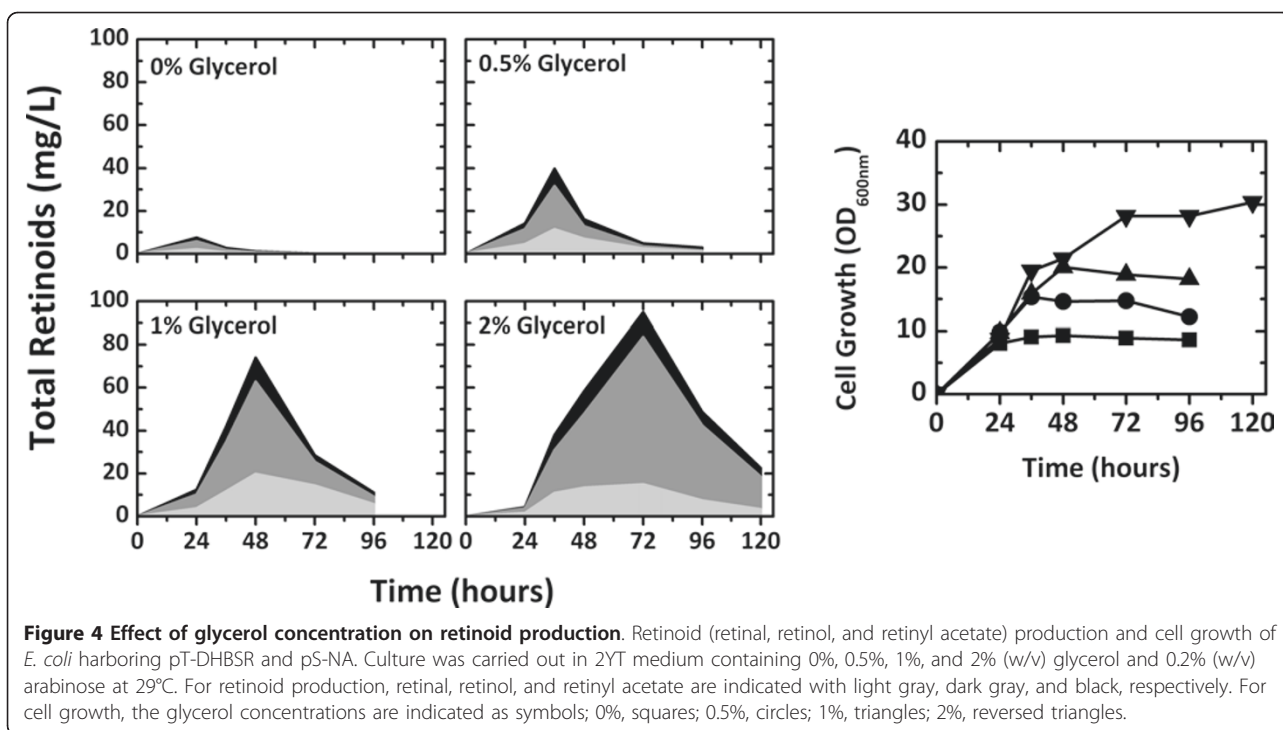 Total Retinoids (mg/L)
100
80
60
40
20
0
0% Glycerol
0.5% Glycerol
100
80
60
40
20
0
1% Glycerol
2% Glycerol
0 24 48 72 96 120
0 24 48 72 96 120
Time (hours)
Cell Growth (OD600nm)
40
30
20
10
0
0 24 48 72 96 120
Time (hours)
Figure 4 Effect of glycerol concentration on retinoid production. Retinoid (retinal, retinol, and retinyl acetate) production and cell growth of
E. coli harboring pT-DHBSR and pS-NA. Culture was carried out in 2YT medium containing 0%, 0.5%, 1%, and 2% (w/v) glycerol and 0.2% (w/v)
arabinose at 29°C. For retinoid production, retinal, retinol, and retinyl acetate are indicated with light gray, dark gray, and black, respectively. For
cell growth, the glycerol concentrations are indicated as symbols; 0%, squares; 0.5%, circles; 1%, triangles; 2%, reversed triangles.